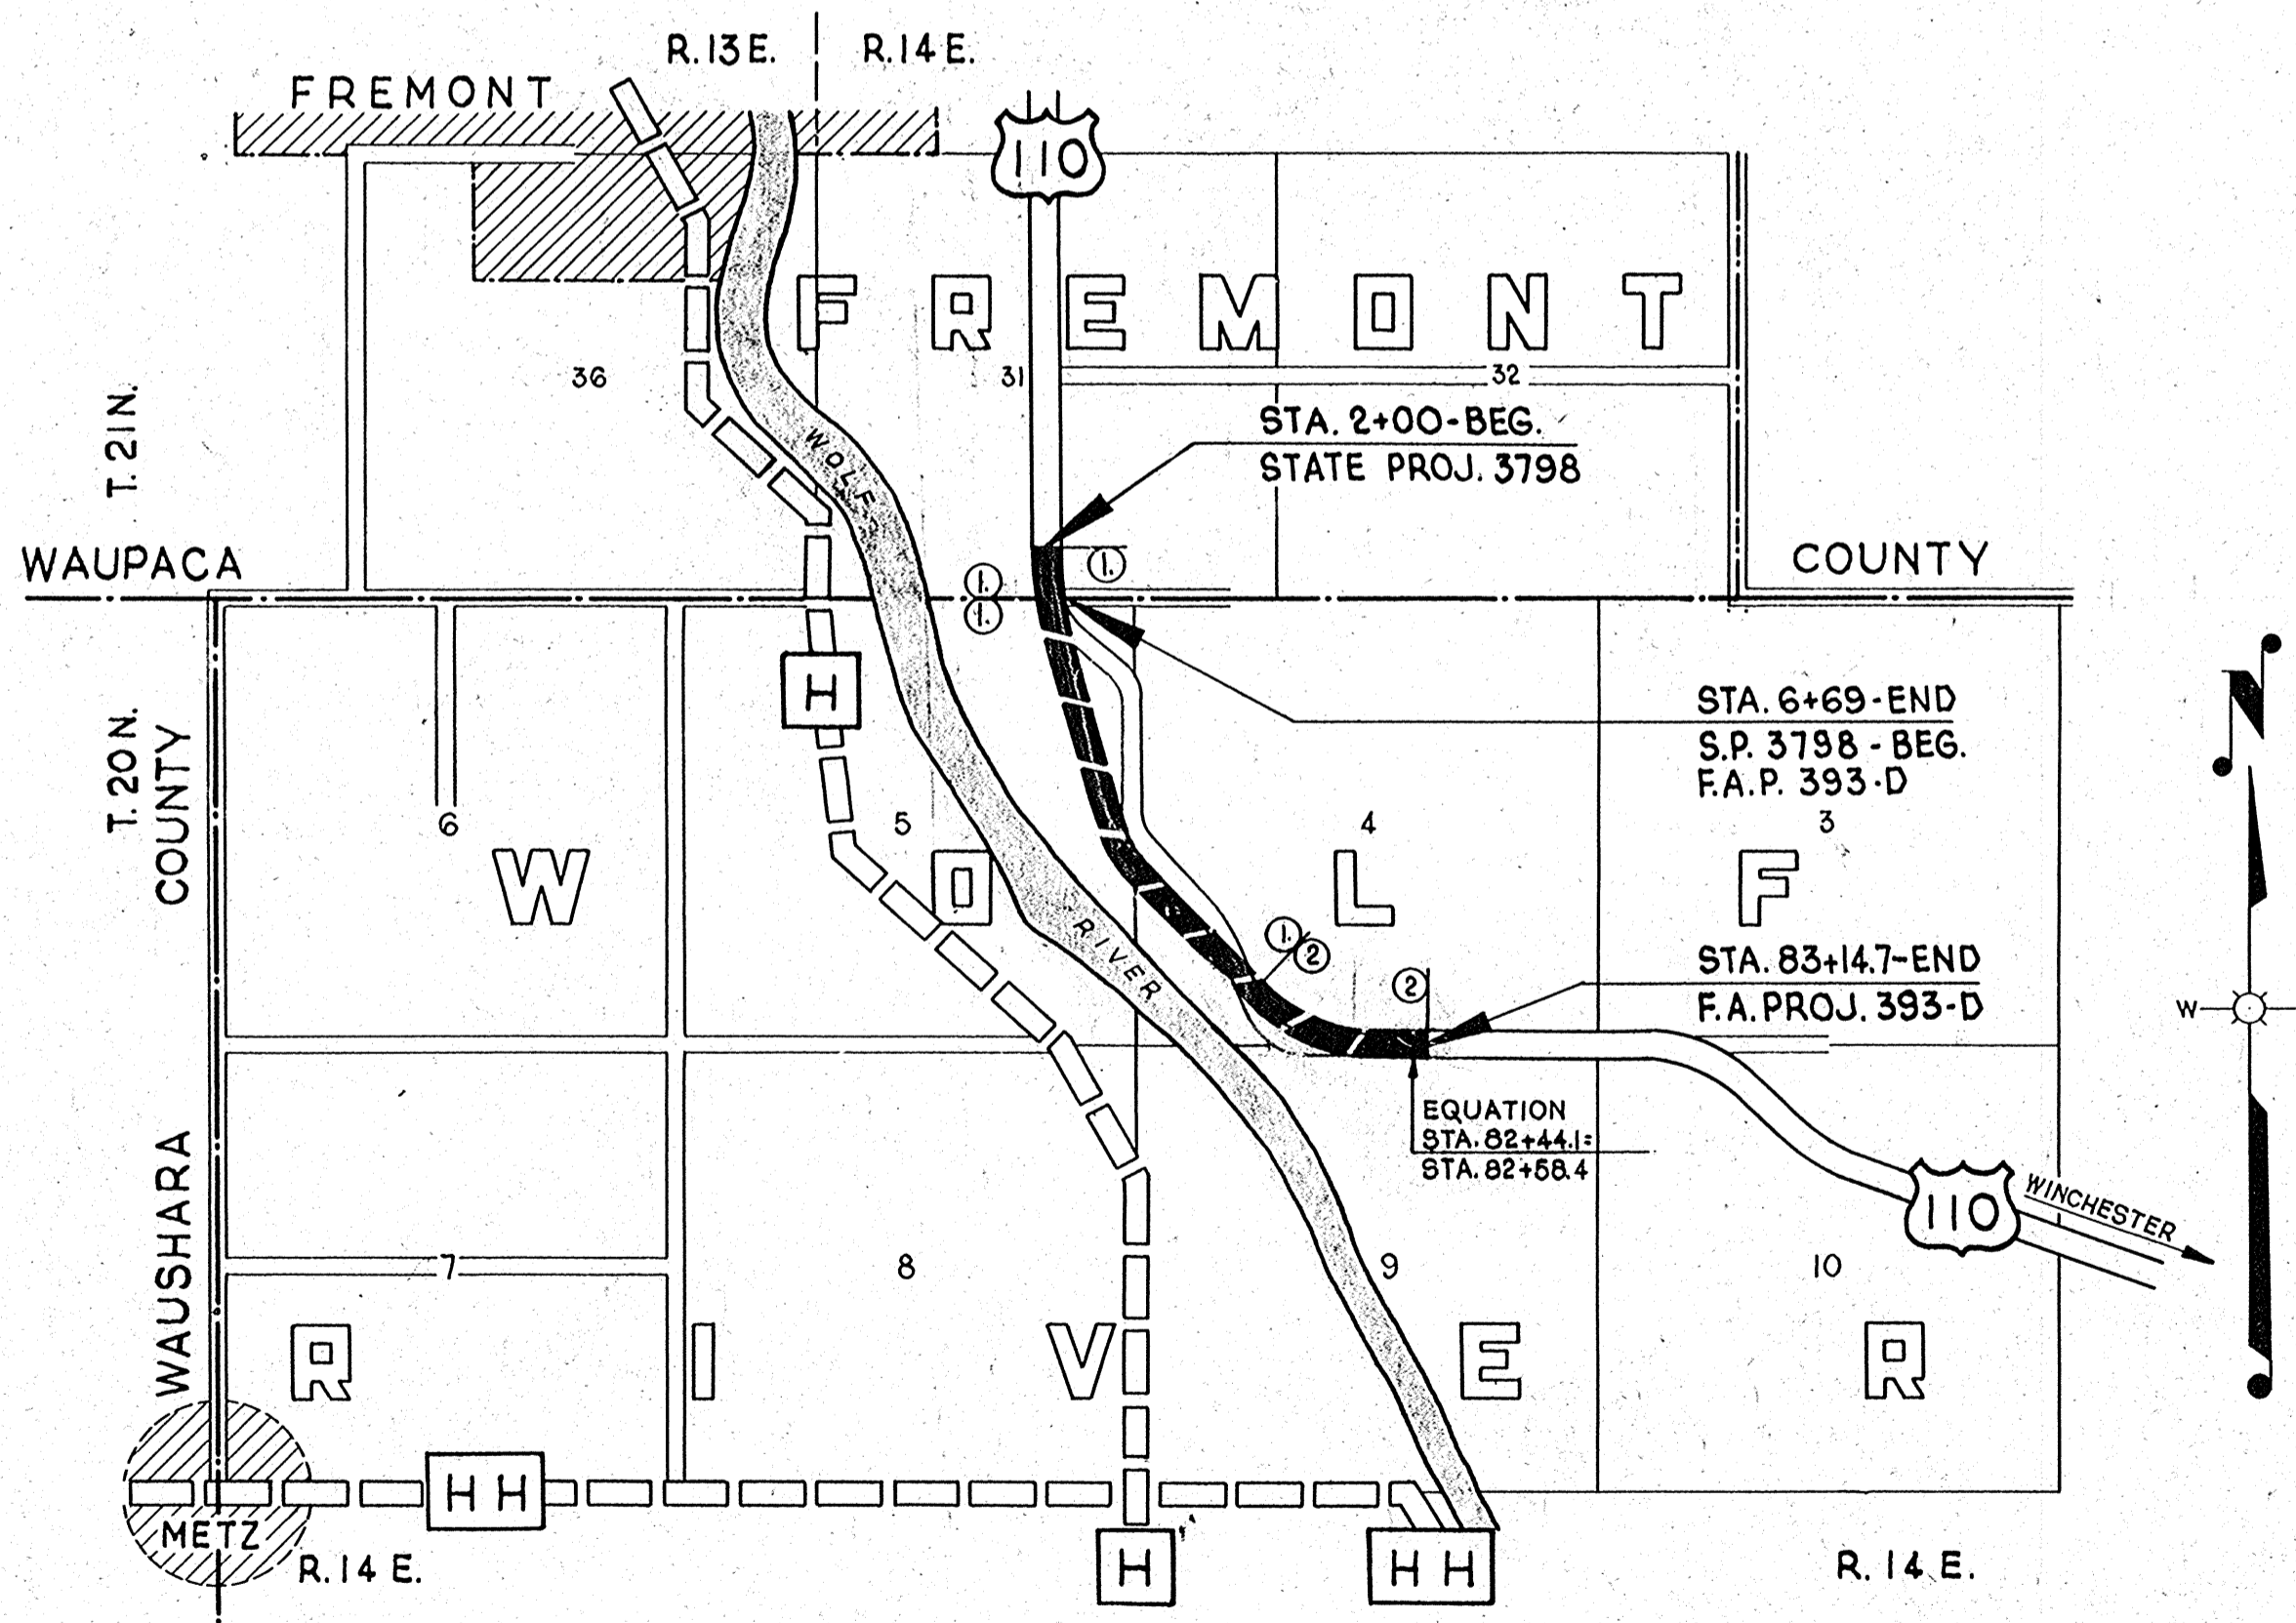 R.13E. R.14E.
FREMONT
110
FREMONT
36
31
32
T.21N.
STA. 2+00-BEG.
STATE PROJ. 3798
WOLF
WAUPACA
COUNTY
1.
1.
1.
H
STA. 6+69-END
S.P. 3798 - BEG.
F.A.P. 393-D
T.20N.
COUNTY
6
5
4
3
WOLF
RIVER
1.
2
2
STA. 83+14.7-END
F.A. PROJ. 393-D
W
EQUATION
STA. 82+44.1=
STA. 82+58.4
WAUSHARA
110
WINCHESTER
7
8
9
10
RIVER
HH
METZ
R.14 E.
H
HH
R.14 E.
N